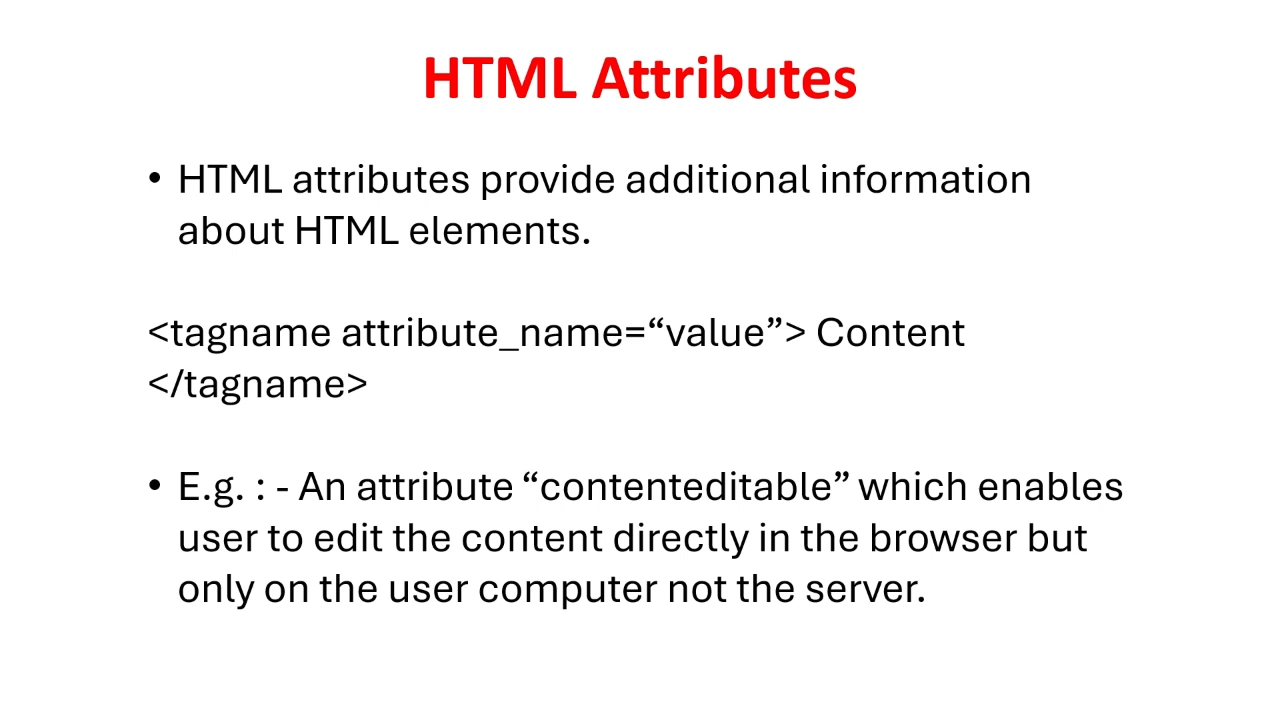 HTML Attributes
• HTML attributes provide additional information
about HTML elements.
<tagname attribute_name=“value”> Content
</tagname>
• E.g. : - An attribute “contenteditable” which enables
user to edit the content directly in the browser but
only on the user computer not the server.